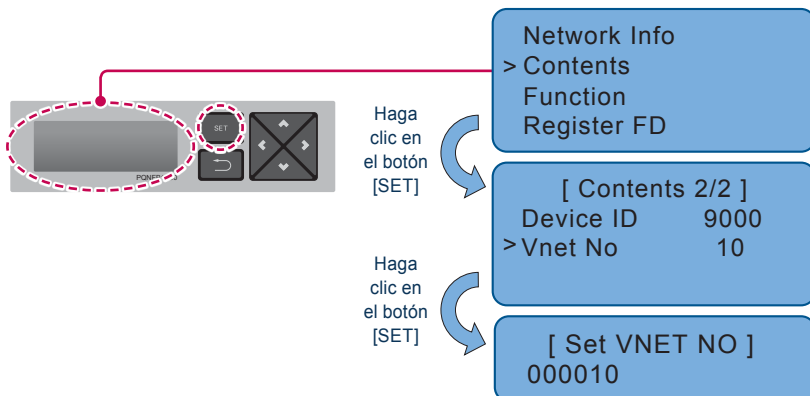 Network Info
> Contents
Function
Register FD
SET
Haga
clic en
el botón
[SET]
[ Contents 2/2 ]
Device ID 9000
> Vnet No 10
Haga
clic en
el botón
[SET]
[ Set VNET NO ]
000010